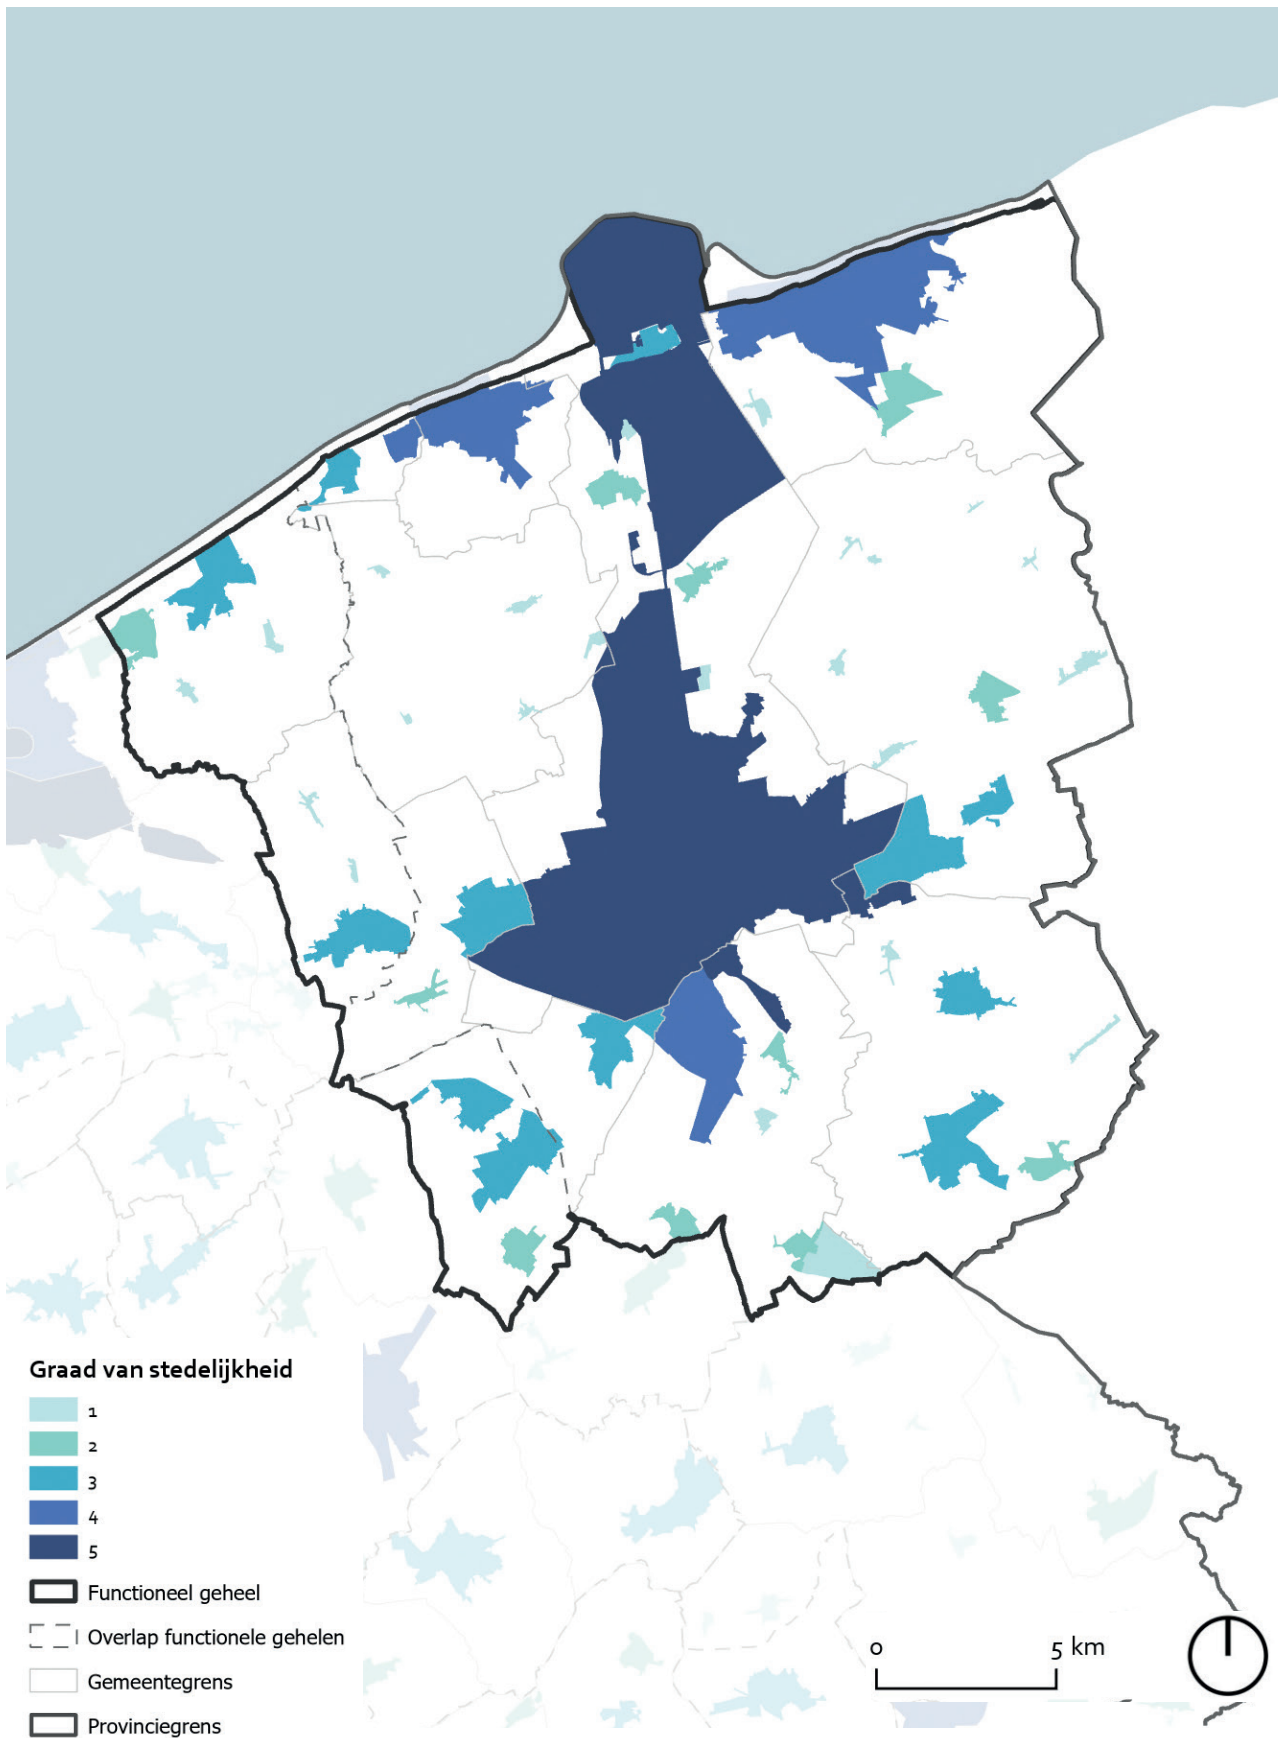 Graad van stedelijkheid
1
2
3
4
5
Functioneel geheel
Overlap functionele gehelen
Gemeentegrens
Provinciegrens
0 5 km